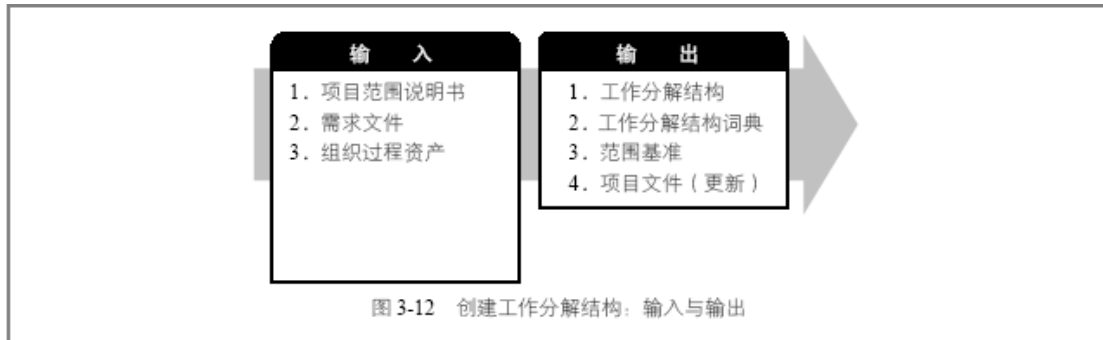 输 入
1．项目范围说明书
2．需求文件
3．组织过程资产
输 出
1．工作分解结构
2．工作分解结构词典
3．范围基准
4．项目文件（更新）
图 3-12 创建工作分解结构：输入与输出